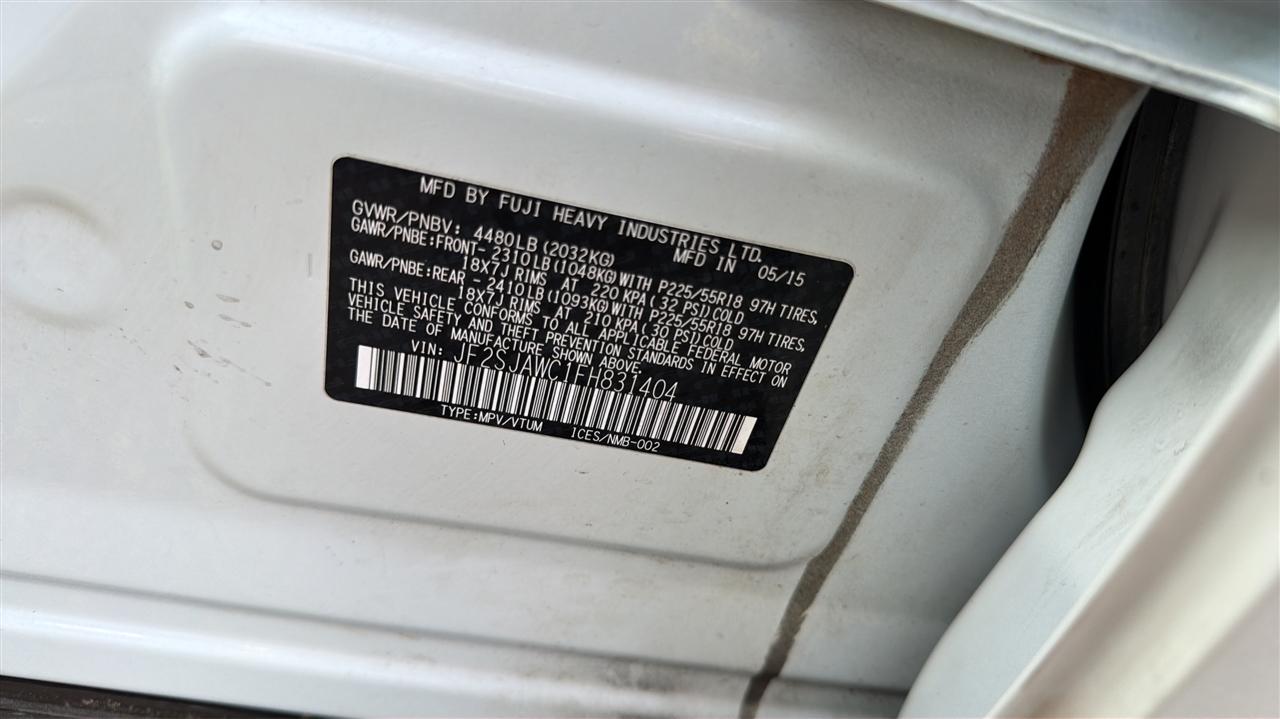 MFD BY FUJI HEAVY INDUSTRIES LTD.
GVWR/PNBV: 4480LB(2032KG) MFD IN 05/15
GAWR/PNBE:FRONT-2310LB(1048KG)WITH P225/55R18 97H TIRES,
18X7J RIMS AT 220 KPA(32 PSI)COLD
GAWR/PNBE:REAR -2410LB(1093KG)WITH P225/55R18 97H TIRES,
18X7J RIMS AT 210 KPA(30 PSI)COLD
THIS VEHICLE CONFORMS TO ALL APPLICABLE FEDERAL MOTOR
VEHICLE SAFETY AND THEFT PREVENTION STANDARDS IN EFFECT ON
THE DATE OF MANUFACTURE SHOWN ABOVE.
VIN: JF2SJAWC1FH831404
TYPE:MPV/VTUM ICES/NMB-002